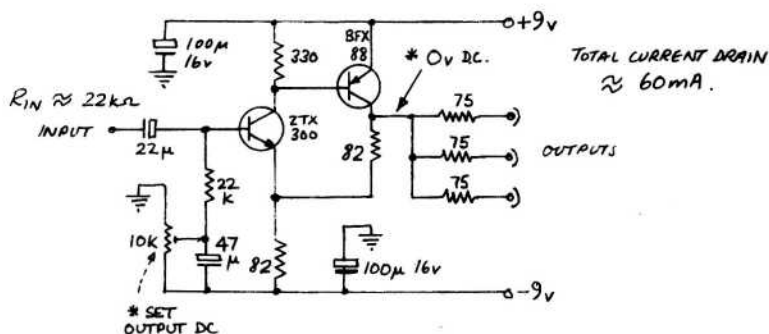 +9v
100µ
16v
330
BFX
88
* 0v D.C.
TOTAL CURRENT DRAIN
≈ 60mA.
RIN ≈ 22kΩ
INPUT
22µ
ZTX
300
82
75
75
75
OUTPUTS
22
k
10K
47
µ
82
100µ 16v
-9v
* SET
OUTPUT DC